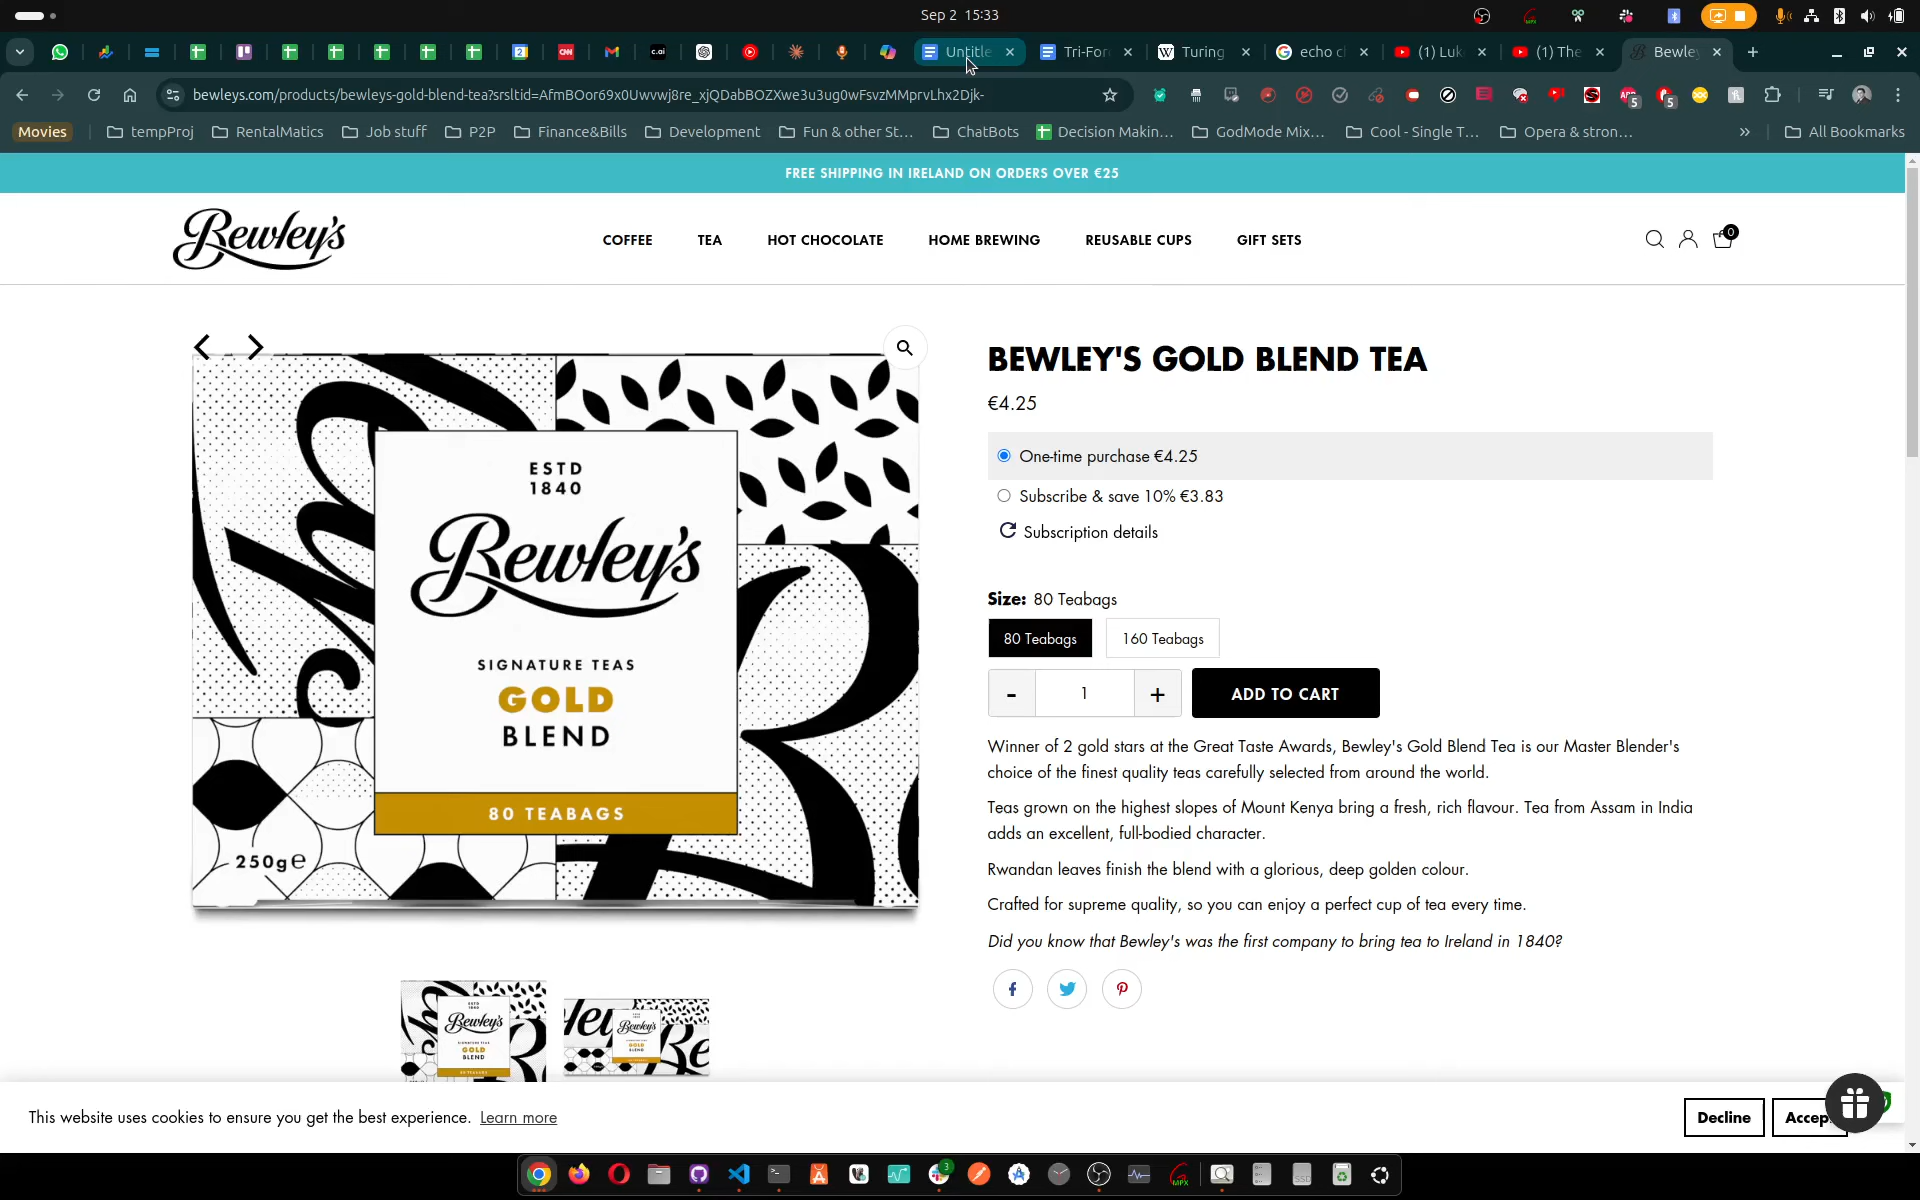 Sep 2 15:33
Untitle
Tri-For
Turing
echo cl
(1) Luk
(1) The
Bewley
bewleys.com/products/bewleys-gold-blend-tea?srsltid=AfmBOor69x0Uwvwj8re_xjQDabBOZXwe3u3ug0wFsvzMMprvLhx2Djk-
Movies
tempProj
RentalMatics
Job stuff
P2P
Finance&Bills
Development
Fun & other St...
ChatBots
Decision Makin...
GodMode Mix...
Cool - Single T...
Opera & stron...
All Bookmarks
FREE SHIPPING IN IRELAND ON ORDERS OVER €25
Bewley's
COFFEE
TEA
HOT CHOCOLATE
HOME BREWING
REUSABLE CUPS
GIFT SETS
0
ESTD
1840
Bewley's
SIGNATURE TEAS
GOLD
BLEND
80 TEABAGS
250g℮
BEWLEY'S GOLD BLEND TEA
€4.25
One-time purchase €4.25
Subscribe & save 10% €3.83
Subscription details
Size: 80 Teabags
80 Teabags
160 Teabags
- 1 +
ADD TO CART
Winner of 2 gold stars at the Great Taste Awards, Bewley's Gold Blend Tea is our Master Blender's
choice of the finest quality teas carefully selected from around the world.
Teas grown on the highest slopes of Mount Kenya bring a fresh, rich flavour. Tea from Assam in India
adds an excellent, full-bodied character.
Rwandan leaves finish the blend with a glorious, deep golden colour.
Crafted for supreme quality, so you can enjoy a perfect cup of tea every time.
Did you know that Bewley's was the first company to bring tea to Ireland in 1840?
This website uses cookies to ensure you get the best experience. Learn more
Decline
Accep